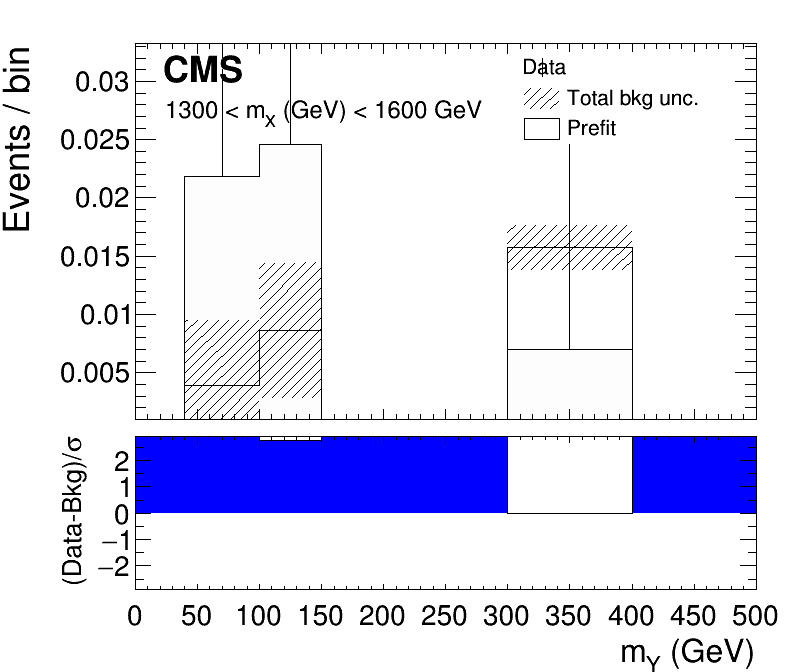 CMS
1300 < mX (GeV) < 1600 GeV
Data
Total bkg unc.
Prefit
Events / bin
0.03
0.025
0.02
0.015
0.01
0.005
(Data-Bkg)/σ
2
1
0
−1
−2
0 50 100 150 200 250 300 350 400 450 500
mY (GeV)